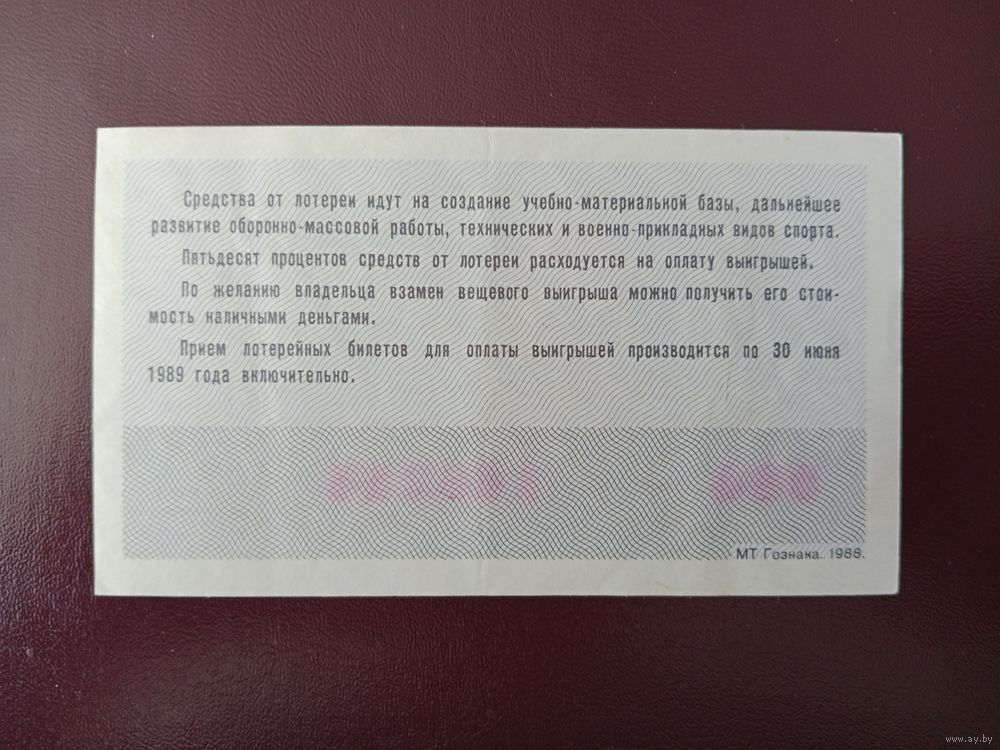 Средства от лотереи идут на создание учебно-материальной базы, дальнейшее
развитие оборонно-массовой работы, технических и военно-прикладных видов спорта.
Пятьдесят процентов средств от лотереи расходуется на оплату выигрышей.
По желанию владельца взамен вещевого выигрыша можно получить его стои-
мость наличными деньгами.
Прием лотерейных билетов для оплаты выигрышей производится по 30 июня
1989 года включительно.
МТ Гознака. 1988.
www.ay.by